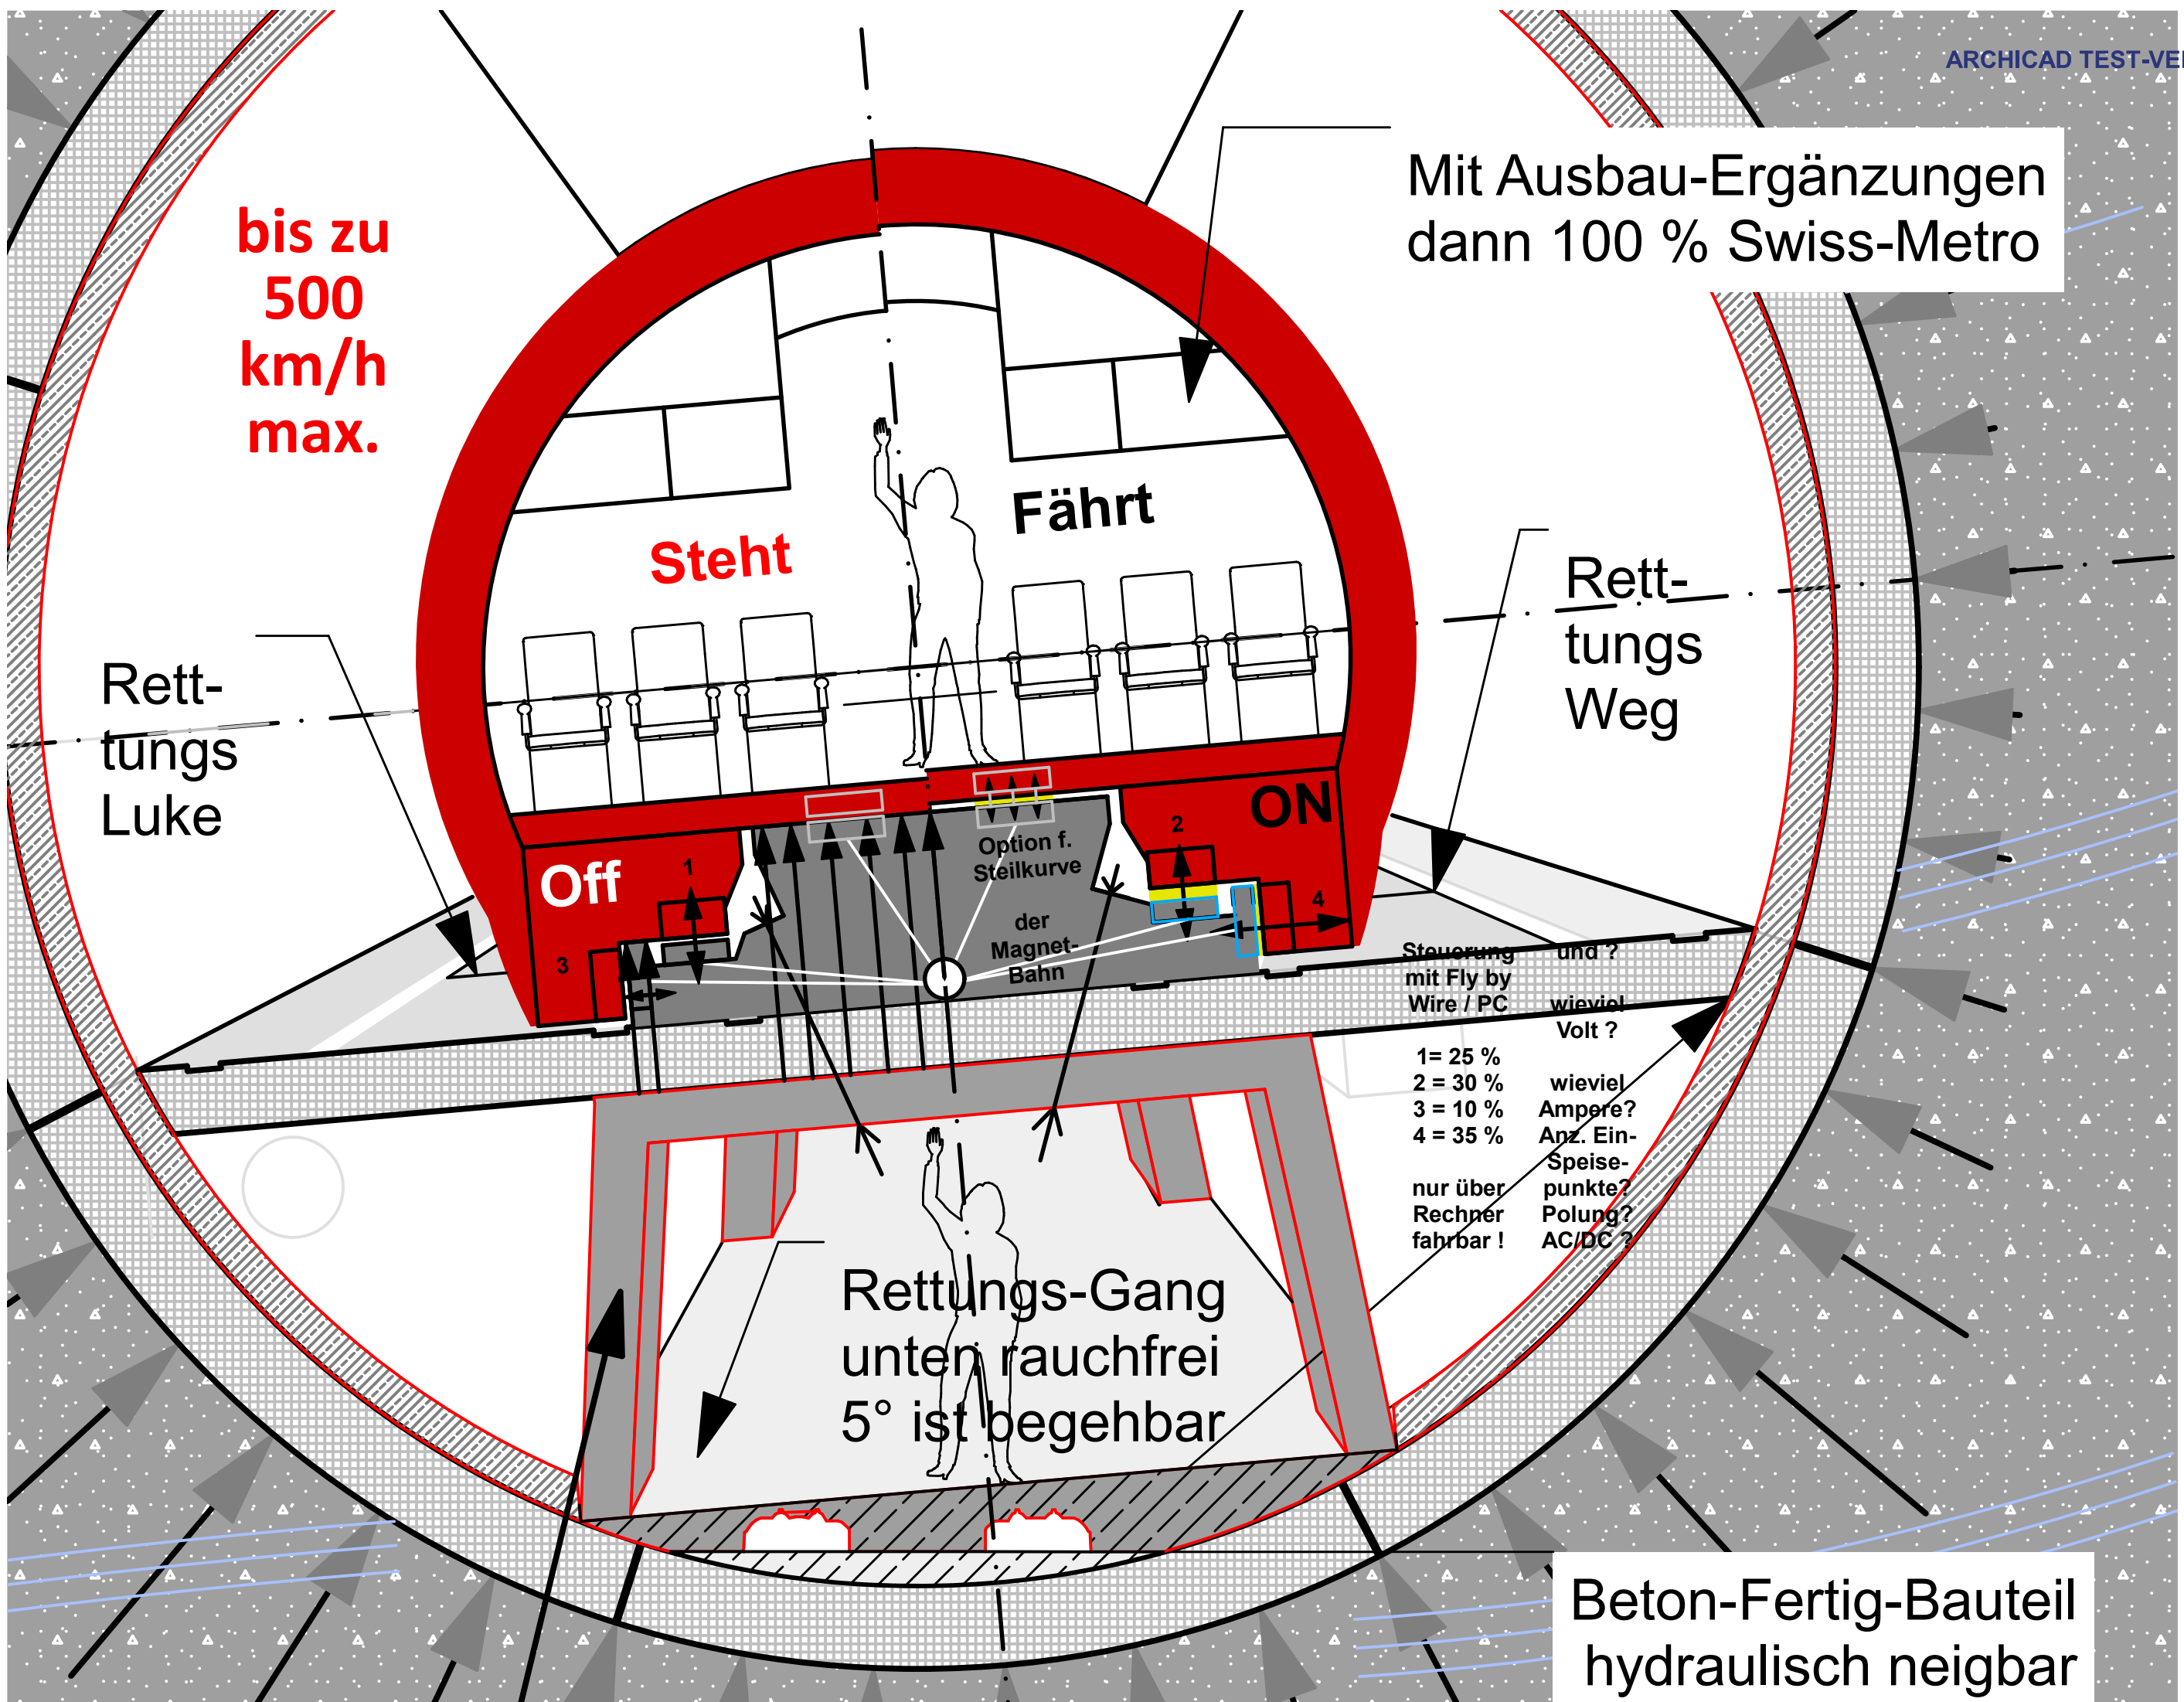 ARCHICAD TEST-VE
Mit Ausbau-Ergänzungen
dann 100 % Swiss-Metro
bis zu
500
km/h
max.
Steht
Fährt
Rett-
tungs
Luke
Rett-
tungs
Weg
Off
ON
1
2
3
4
Option f.
Steilkurve
der
Magnet-
Bahn
Steuerung
mit Fly by
Wire / PC
1= 25 %
2 = 30 %
3 = 10 %
4 = 35 %
nur über
Rechner
fahrbar !
und ?
wieviel
Volt ?
wieviel
Ampere?
Anz. Ein-
Speise-
punkte?
Polung?
AC/DC ?
Rettungs-Gang
unten rauchfrei
5° ist begehbar
Beton-Fertig-Bauteil
hydraulisch neigbar